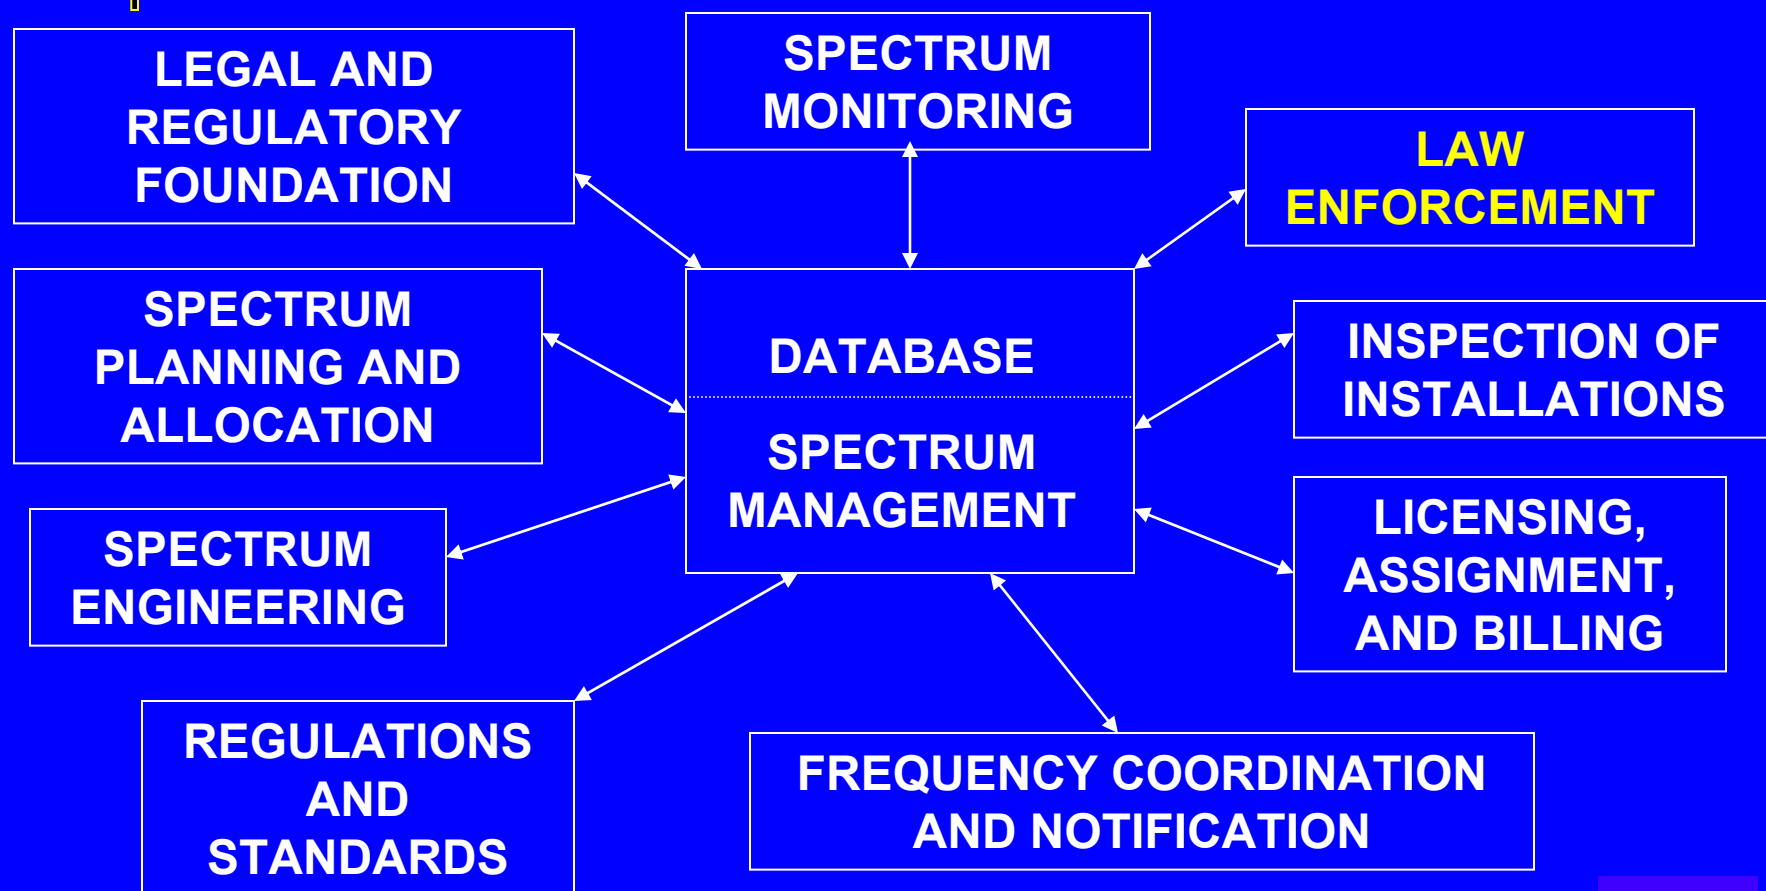 LEGAL AND
REGULATORY
FOUNDATION
SPECTRUM
MONITORING
LAW
ENFORCEMENT
SPECTRUM
PLANNING AND
ALLOCATION
DATABASE
SPECTRUM
MANAGEMENT
INSPECTION OF
INSTALLATIONS
SPECTRUM
ENGINEERING
LICENSING,
ASSIGNMENT,
AND BILLING
REGULATIONS
AND
STANDARDS
FREQUENCY COORDINATION
AND NOTIFICATION